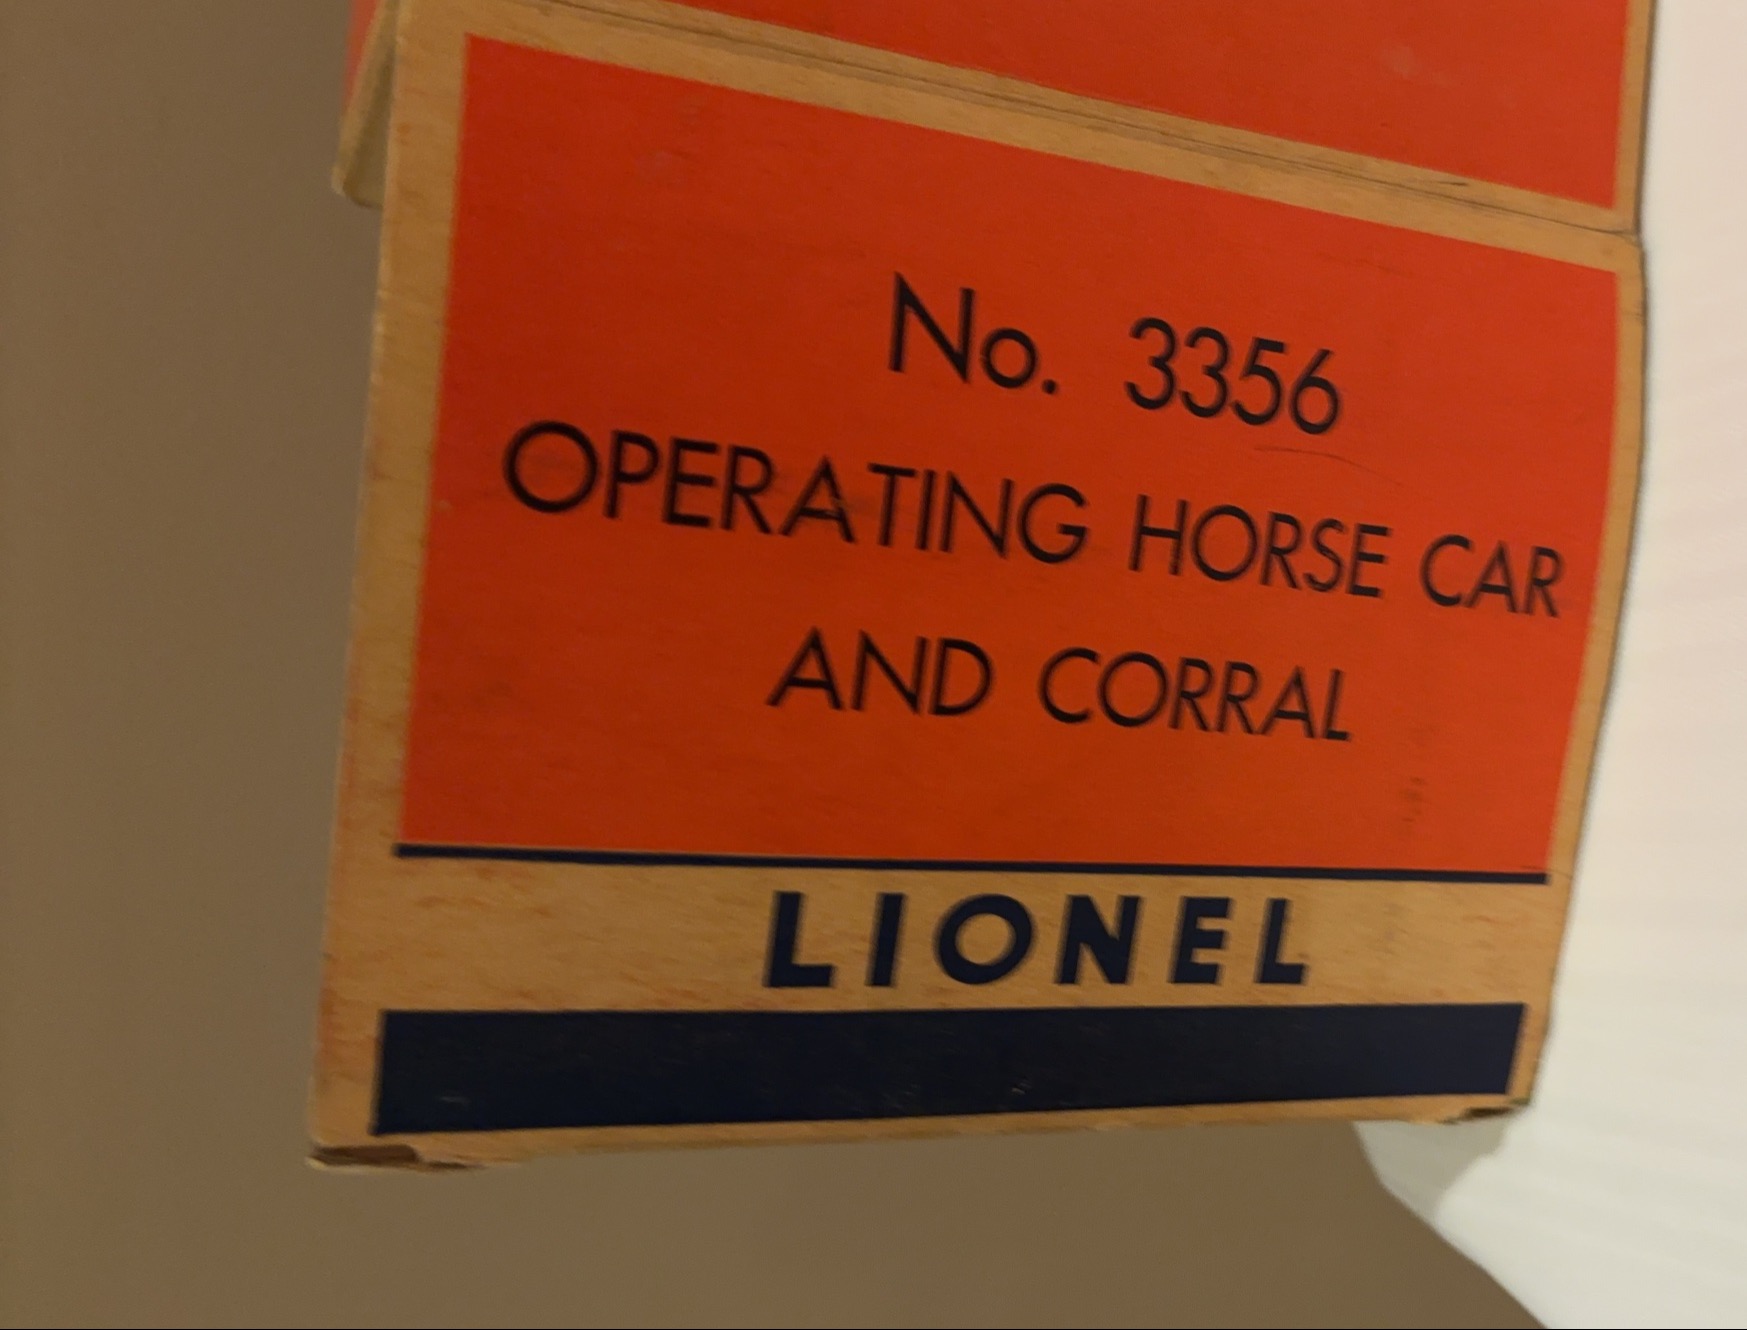 No. 3356
OPERATING HORSE CAR
AND CORRAL
LIONEL